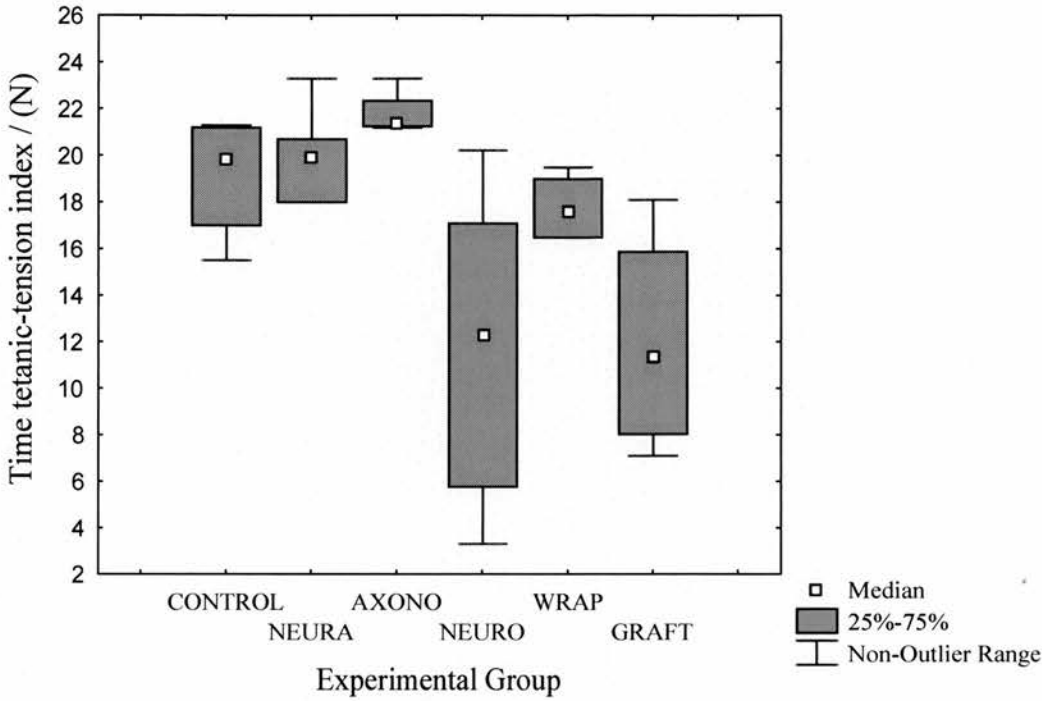 Time tetanic-tension index / (N)
26
24
22
20
18
16
14
12
10
8
6
4
2
CONTROL AXONO WRAP
NEURA NEURO GRAFT
Experimental Group
Median
25%-75%
Non-Outlier Range